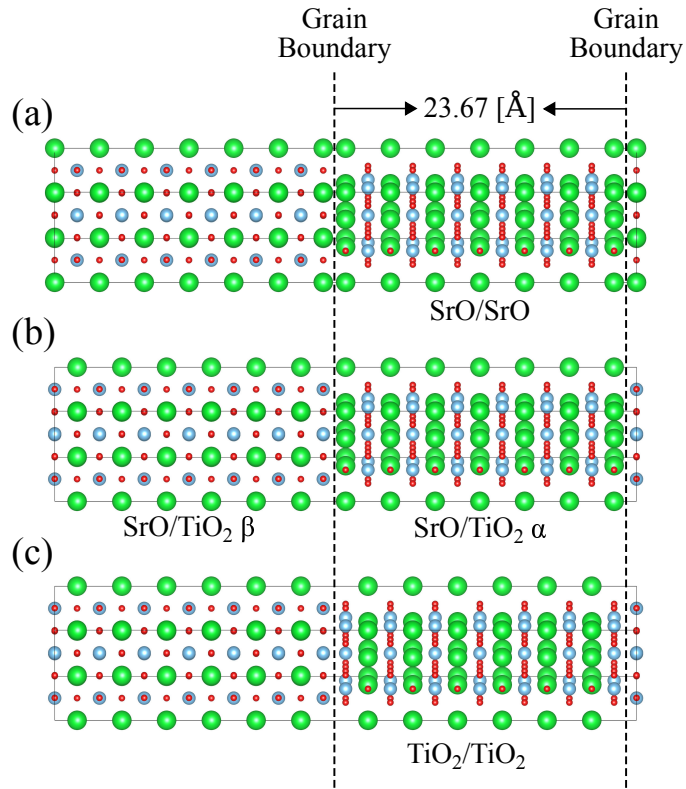 Grain
Boundary
Grain
Boundary
23.67 [Å]
(a)
SrO/SrO
(b)
SrO/TiO₂ β
SrO/TiO₂ α
(c)
TiO₂/TiO₂